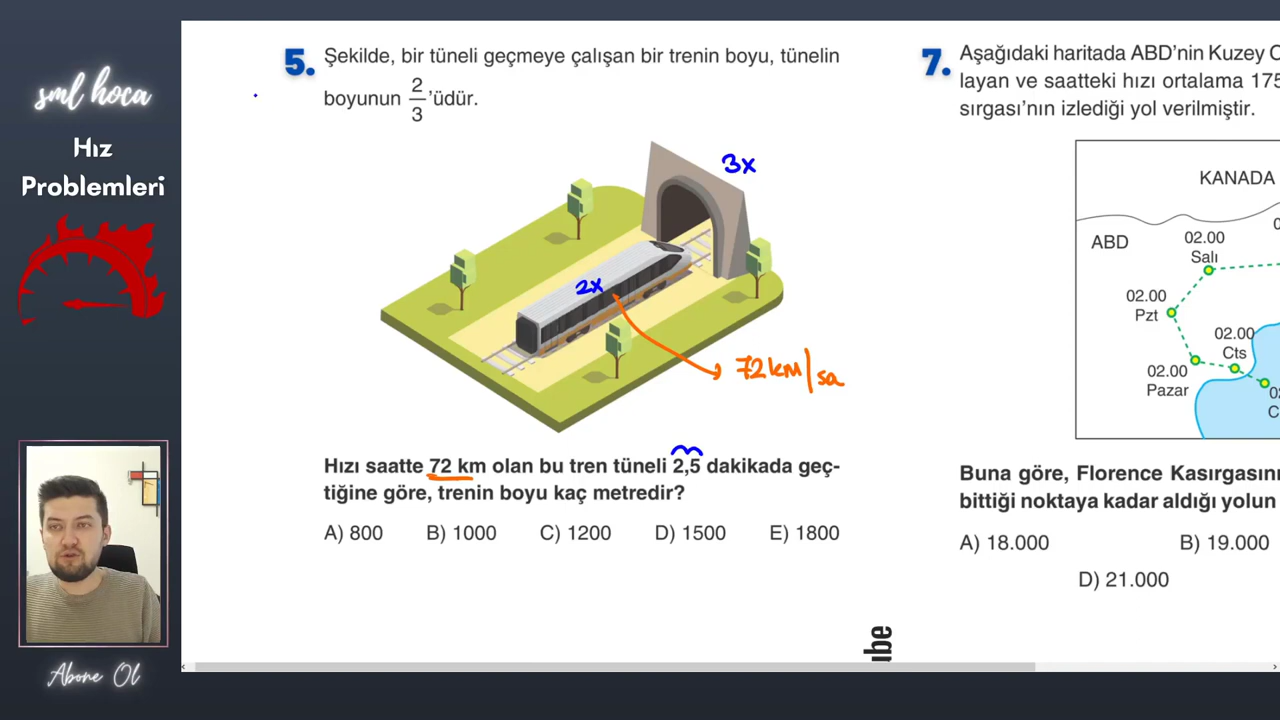 sml hoca
Hız
Problemleri
Abone Ol
5.
Şekilde, bir tüneli geçmeye çalışan bir trenin boyu, tünelin
boyunun 2/3 'üdür.
3x
2x
72 km/sa
Hızı saatte 72 km olan bu tren tüneli 2,5 dakikada geç-
tiğine göre, trenin boyu kaç metredir?
A) 800 B) 1000 C) 1200 D) 1500 E) 1800
ube
7.
Aşağıdaki haritada ABD'nin Kuzey C
layan ve saatteki hızı ortalama 175
sırgası'nın izlediği yol verilmiştir.
KANADA
ABD
02.00
Salı
0
02.00
Pzt
02.00
Cts
02.00
Pazar
02
C
Buna göre, Florence Kasırgasını
bittiği noktaya kadar aldığı yolun
A) 18.000 B) 19.000
D) 21.000